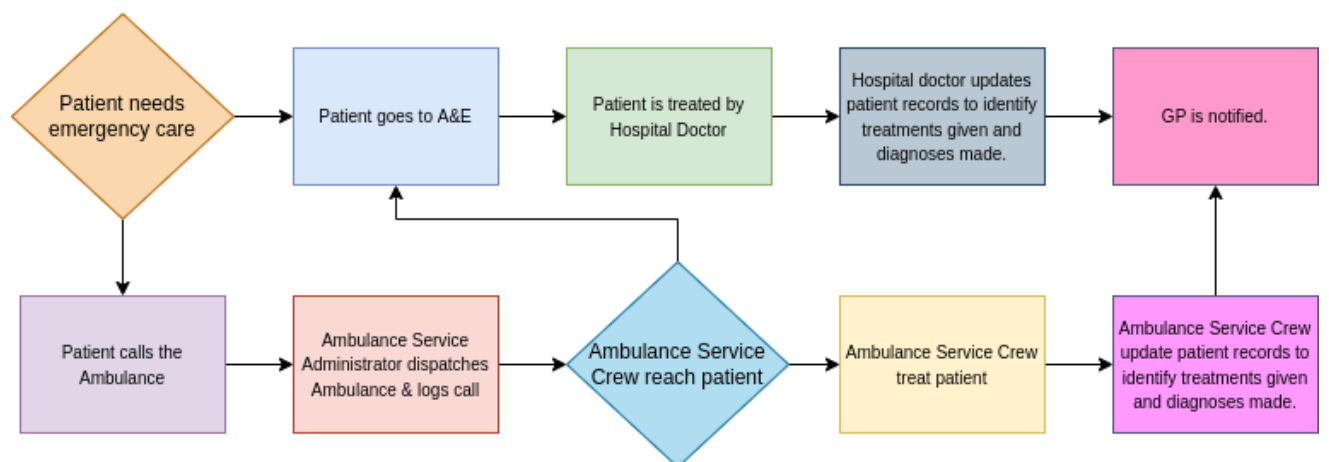 Patient needs
emergency care
Patient goes to A&E
Patient is treated by
Hospital Doctor
Hospital doctor updates
patient records to identify
treatments given and
diagnoses made.
GP is notified.
Patient calls the
Ambulance
Ambulance Service
Administrator dispatches
Ambulance & logs call
Ambulance Service
Crew reach patient
Ambulance Service Crew
treat patient
Ambulance Service Crew
update patient records to
identify treatments given
and diagnoses made.